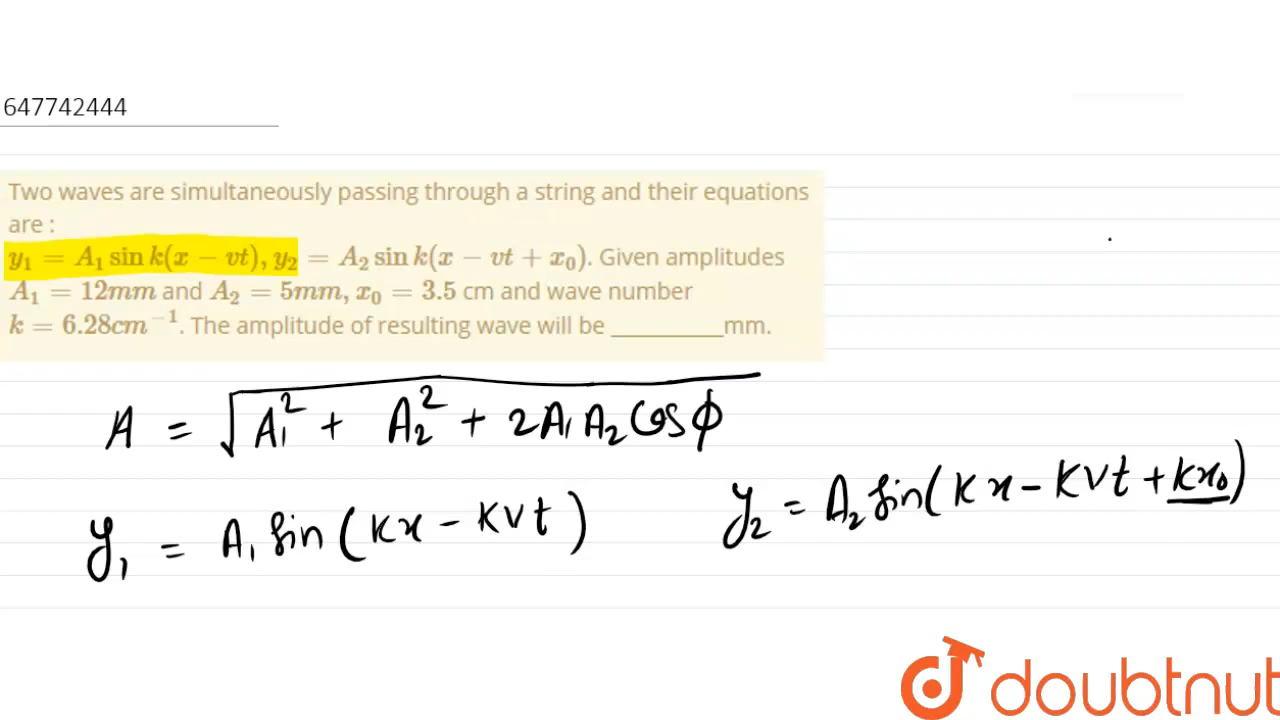 647742444
Two waves are simultaneously passing through a string and their equations
are :
y₁ = A₁ sin k(x − vt), y₂ = A₂ sin k(x − vt + x₀). Given amplitudes
A₁ = 12mm and A₂ = 5mm, x₀ = 3.5 cm and wave number
k = 6.28cm⁻¹. The amplitude of resulting wave will be __________mm.
A = √(A₁² + A₂² + 2A₁A₂ Cos ϕ)
y₁ = A₁ sin(Kx − KVt)
y₂ = A₂ sin(Kx − KVt + Kx₀)
doubtnut